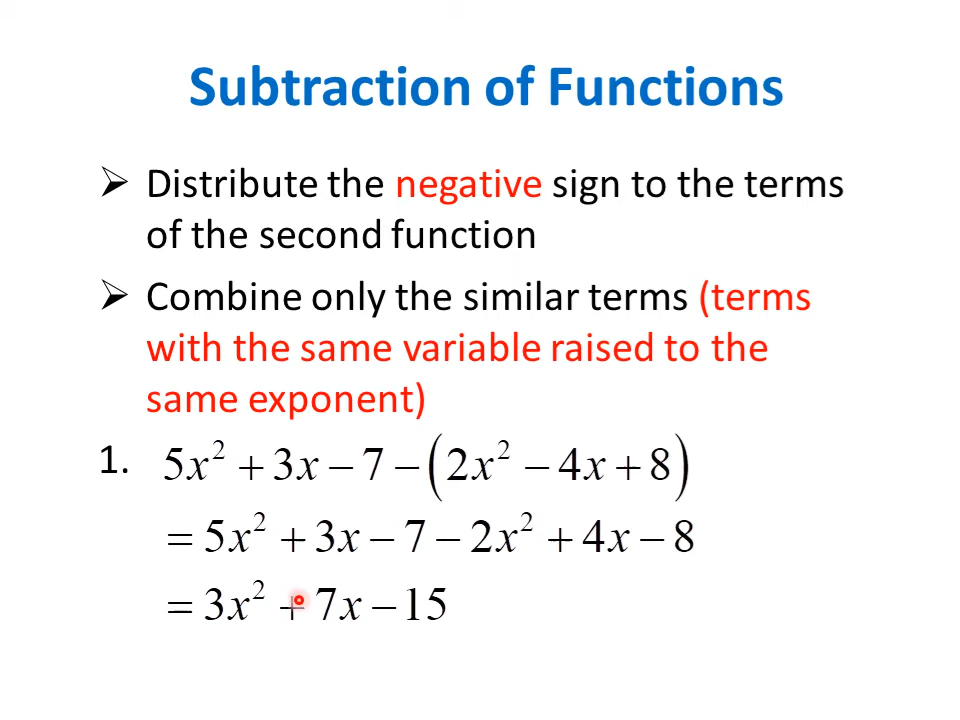 Subtraction of Functions
➢ Distribute the negative sign to the terms
of the second function
➢ Combine only the similar terms (terms
with the same variable raised to the
same exponent)
1. 5x² + 3x − 7 − (2x² − 4x + 8)
= 5x² + 3x − 7 − 2x² + 4x − 8
= 3x² + 7x − 15